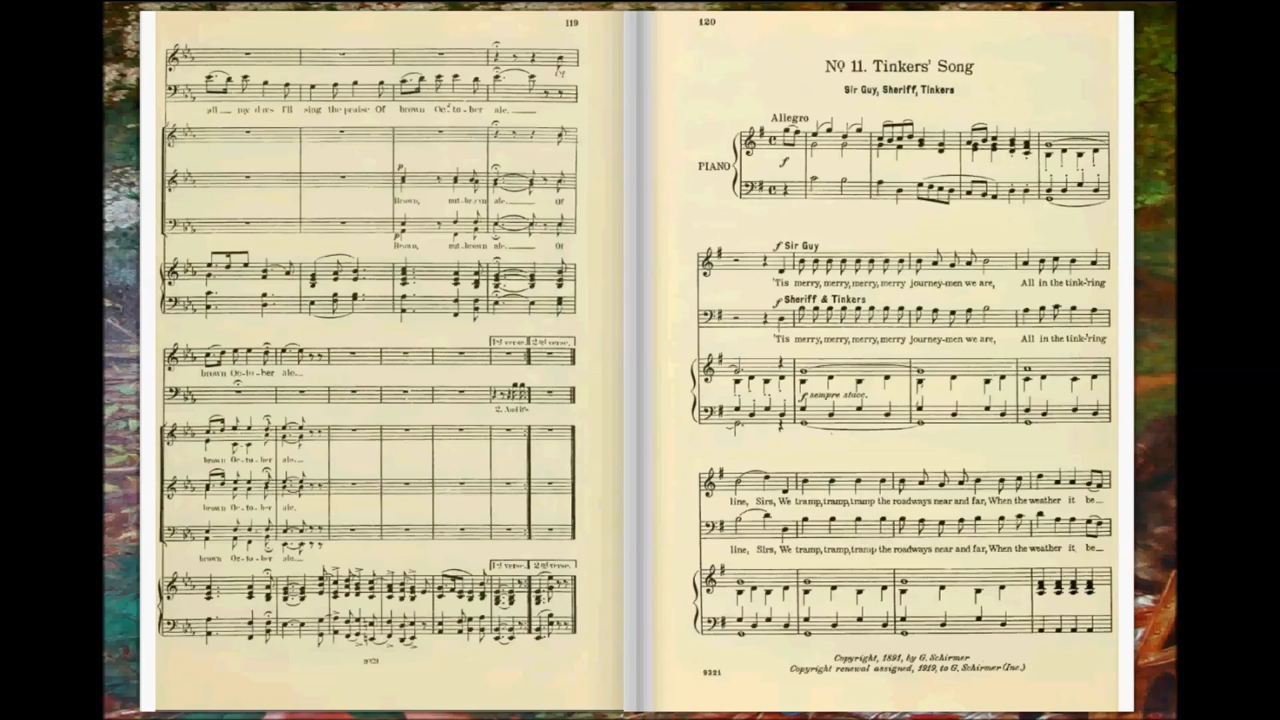 119
all my days I'll sing the praise Of brown Oc-to-ber ale.
p
Brown, nut-brown ale. Of
p
Brown, nut-brown ale. Of
1st verse. 2nd verse.
brown Oc-to-ber ale.
2. And it's
brown Oc-to-ber ale.
brown Oc-to-ber ale.
brown Oc-to-ber ale.
1st verse. 2nd verse.
120
No 11. Tinkers' Song
Sir Guy, Sheriff, Tinkers
Allegro
PIANO
f
f Sir Guy
'Tis merry, merry, merry, merry journey-men we are, All in the tink-'ring
f Sheriff & Tinkers
'Tis merry, merry, merry, merry journey-men we are, All in the tink-'ring
f sempre stacc.
line, Sirs, We tramp, tramp, tramp the roadways near and far, When the weather it be
line, Sirs, We tramp, tramp, tramp the roadways near and far, When the weather it be
Copyright, 1891, by G. Schirmer
9321 Copyright renewal assigned, 1919, to G. Schirmer (Inc.)